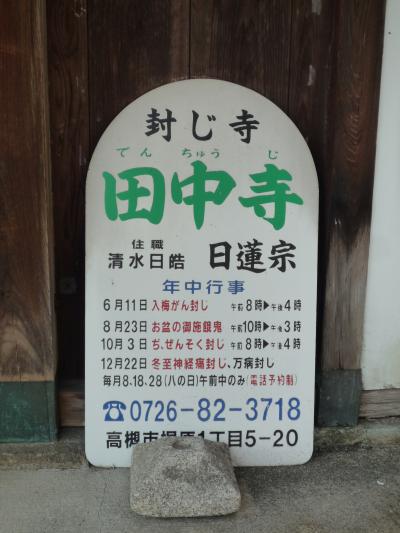 封じ寺
でん ちゅう じ
田中寺
住職
清水日皓 日蓮宗
年中行事
6月11日 入梅がん封じ 午前8時▶午後4時
8月23日 お盆の御施餓鬼 午前10時▶午後3時
10月3日 ぢ、ぜんそく封じ 午前8時▶午後4時
12月22日 冬至神経痛封じ、万病封じ
毎月8.18.28(八の日)午前中のみ(電話予約制)
☎0726-82-3718
高槻市塚原1丁目5-20